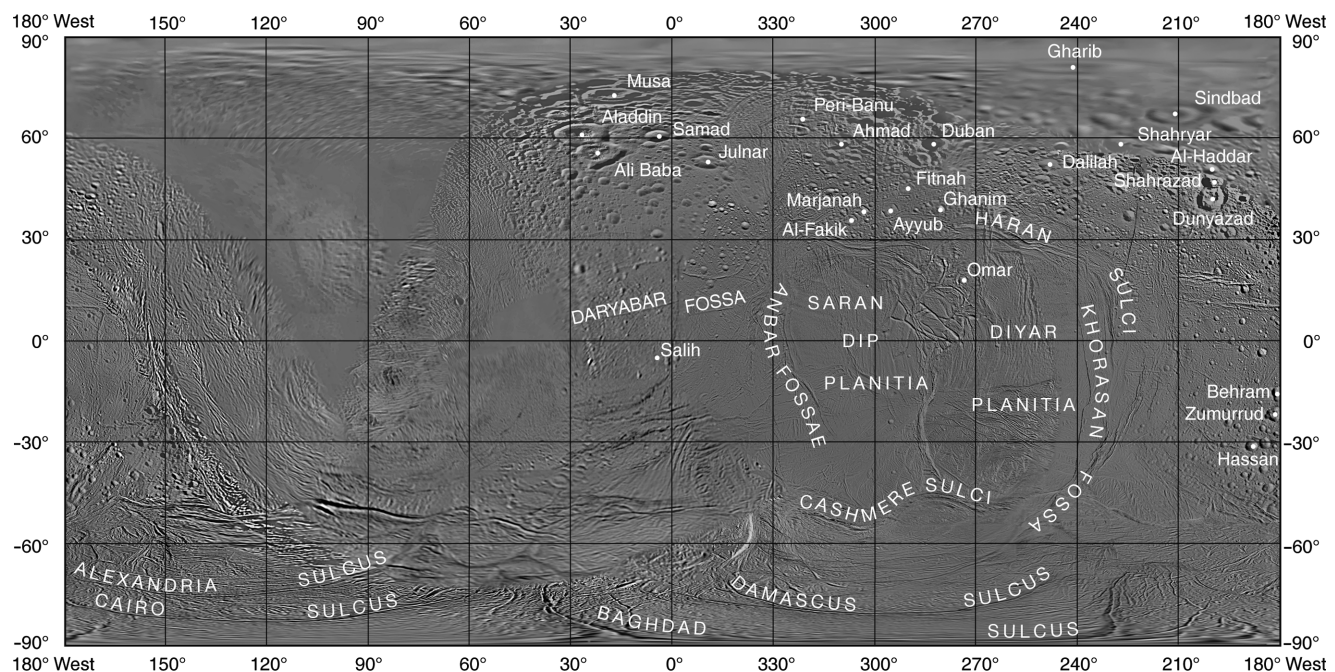 180° West 150° 120° 90° 60° 30° 0° 330° 300° 270° 240° 210° 180° West
90° 90°
Gharib
Musa
Sindbad
Peri-Banu
Aladdin
Samad
Ahmad
Duban
Shahryar
60° 60°
Julnar
Ali Baba
Dalilah
Al-Haddar
Fitnah
Shahrazad
Marjanah
Ghanim
Dunyazad
Al-Fakik
Ayyub
HARAN
30° 30°
Omar
SULCI
DARYABAR FOSSA
SARAN
ANBAR FOSSAE
KHORASAN
DIYAR
0° 0°
DIP
Salih
PLANITIA
PLANITIA
Behram
Zumurrud
-30° -30°
Hassan
CASHMERE SULCI
FOSSA
-60° -60°
ALEXANDRIA SULCUS
DAMASCUS SULCUS
CAIRO SULCUS
BAGHDAD SULCUS
-90° -90°
180° West 150° 120° 90° 60° 30° 0° 330° 300° 270° 240° 210° 180° West